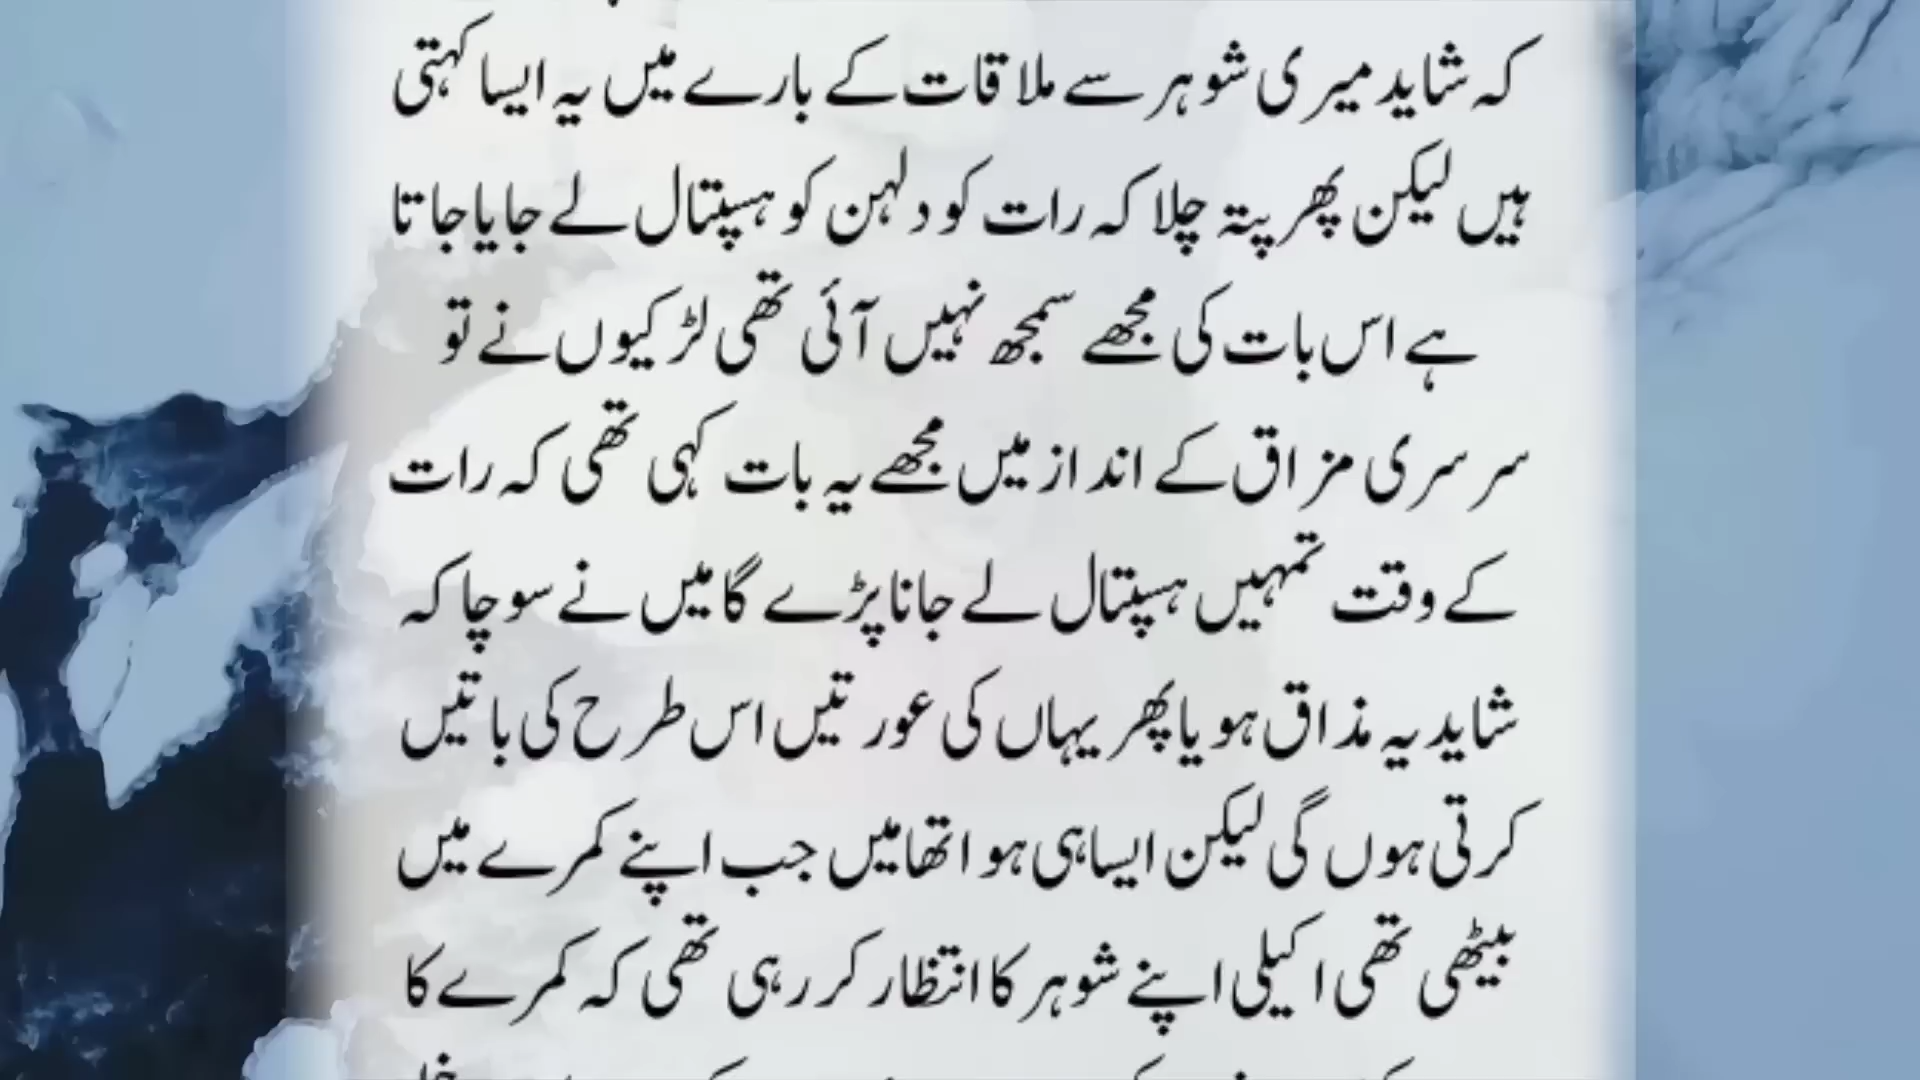 کہ شاید میری شوہر سے ملاقات کے بارے میں یہ ایسا کہتی
ہیں لیکن پھر پتہ چلا کہ رات کو دلہن کو ہسپتال لے جایا جاتا
ہے اس بات کی مجھے سمجھ نہیں آئی تھی لڑکیوں نے تو
سرسری مزاق کے انداز میں مجھے یہ بات کہی تھی کہ رات
کے وقت تمہیں ہسپتال لے جانا پڑے گا میں نے سوچا کہ
شاید یہ مذاق ہو یا پھر یہاں کی عورتیں اس طرح کی باتیں
کرتی ہوں گی لیکن ایسا ہی ہوا تھا میں جب اپنے کمرے میں
بیٹھی تھی اکیلی اپنے شوہر کا انتظار کر رہی تھی کہ کمرے کا